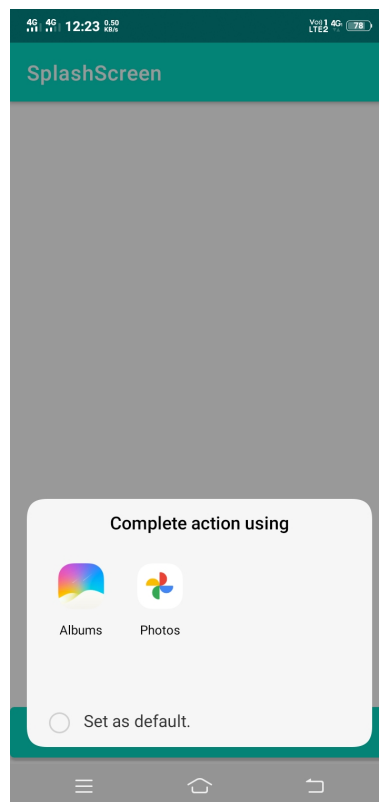 4G 4G 12:23 0.50 KB/s VoD 1 4G LTE2 78
SplashScreen
Complete action using
Albums Photos
Set as default.